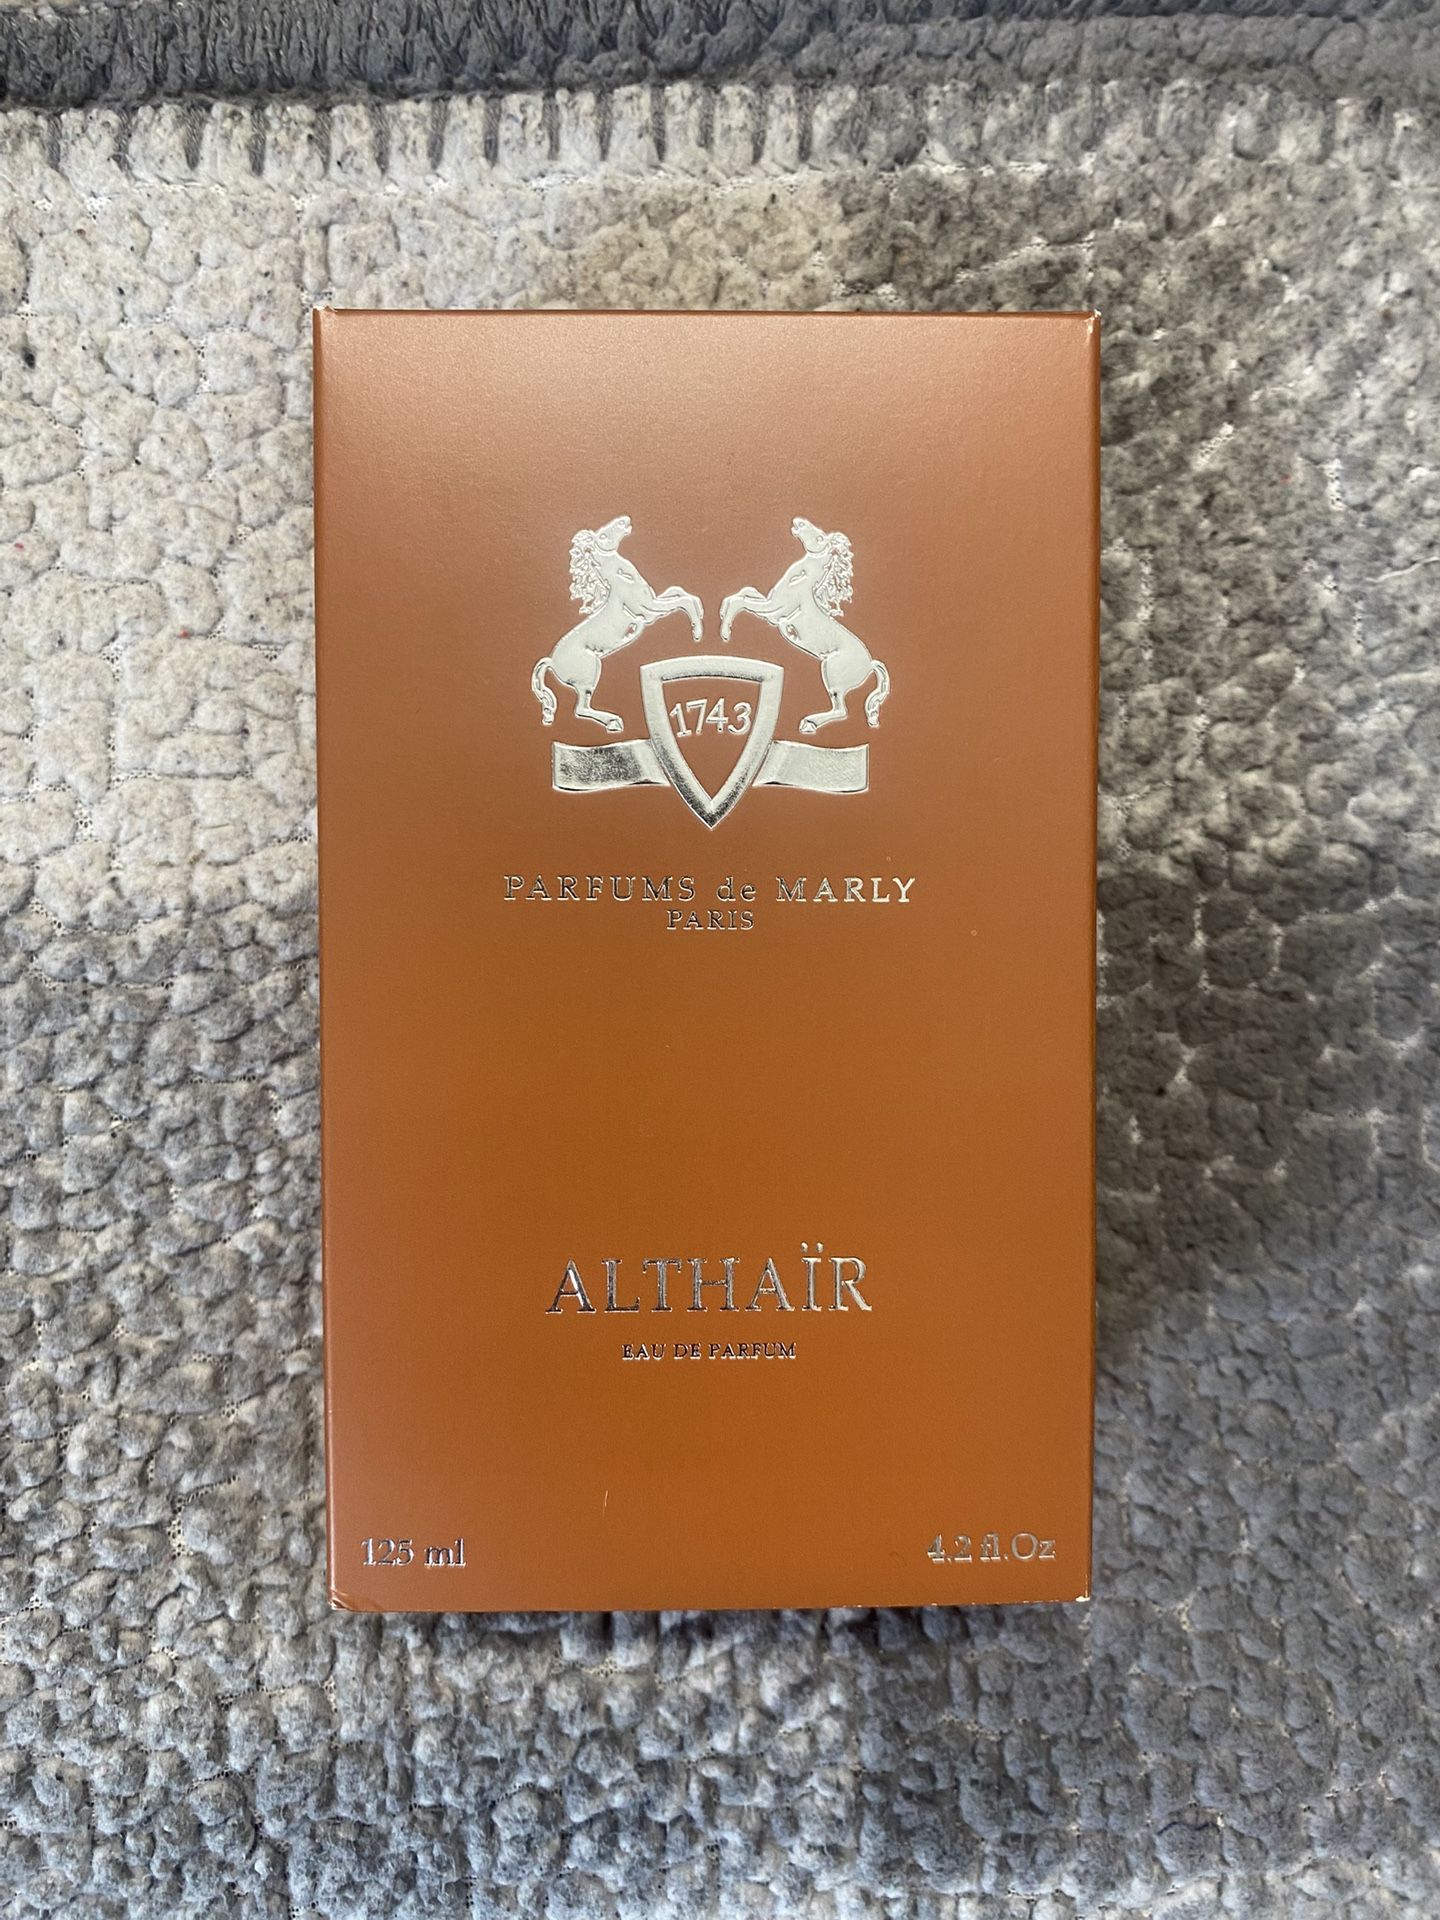 1743
PARFUMS de MARLY
PARIS
ALTHAÏR
EAU DE PARFUM
125 ml
4.2 fl.Oz